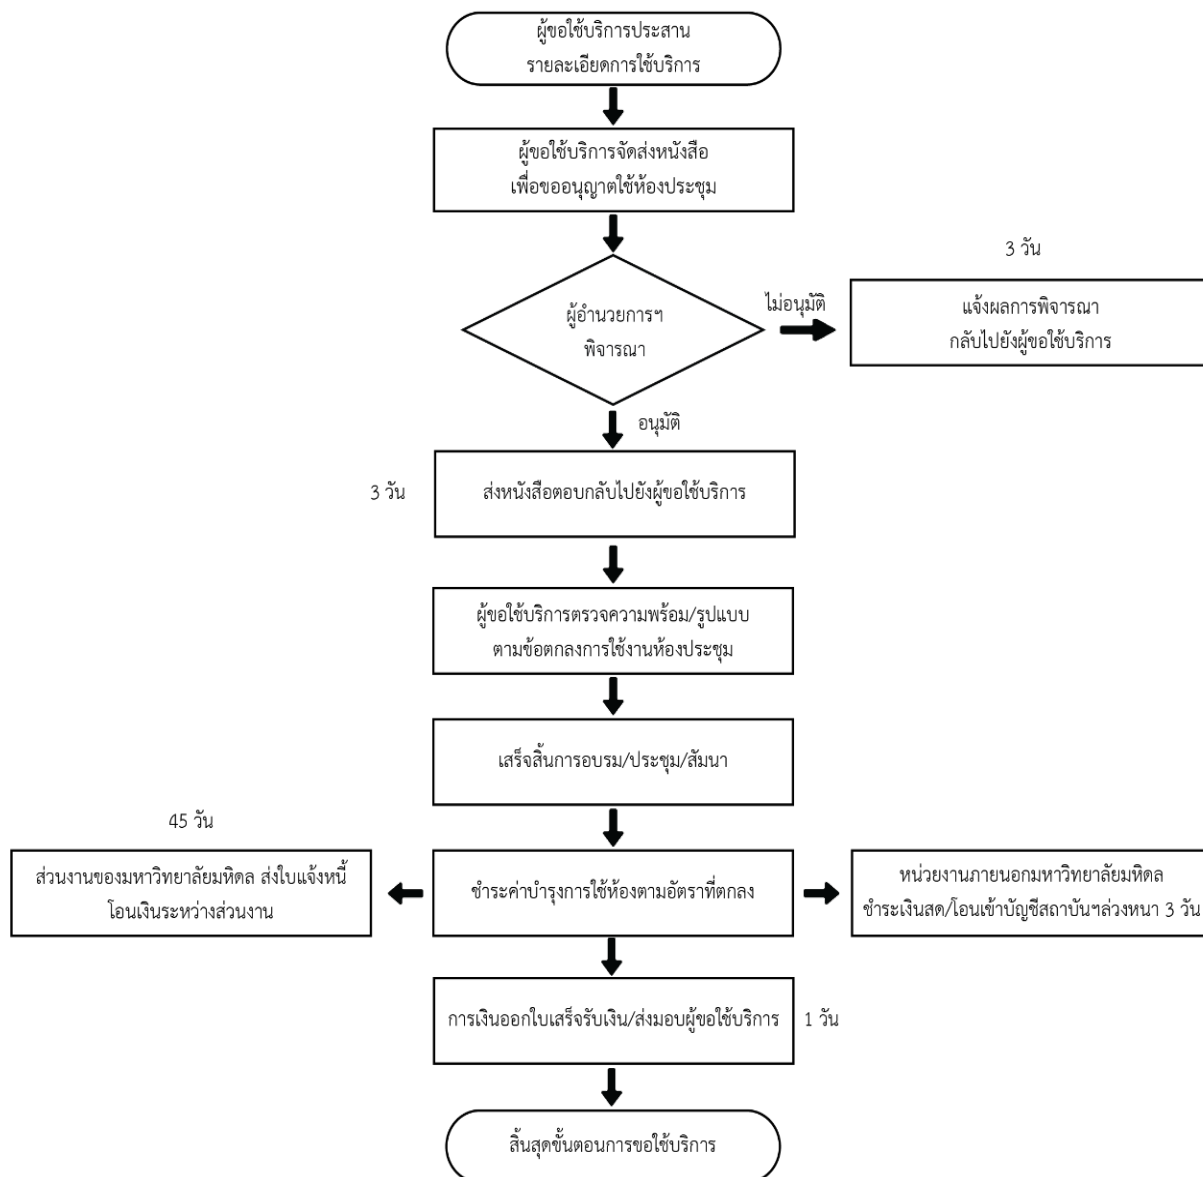 ผู้ขอใช้บริการประสาน
รายละเอียดการใช้บริการ
ผู้ขอใช้บริการจัดส่งหนังสือ
เพื่อขออนุญาตใช้ห้องประชุม
ผู้อำนวยการฯ
พิจารณา
ไม่อนุมัติ
3 วัน
แจ้งผลการพิจารณา
กลับไปยังผู้ขอใช้บริการ
อนุมัติ
3 วัน
ส่งหนังสือตอบกลับไปยังผู้ขอใช้บริการ
ผู้ขอใช้บริการตรวจความพร้อม/รูปแบบ
ตามข้อตกลงการใช้งานห้องประชุม
เสร็จสิ้นการอบรม/ประชุม/สัมนา
45 วัน
ส่วนงานของมหาวิทยาลัยมหิดล ส่งใบแจ้งหนี้
โอนเงินระหว่างส่วนงาน
ชำระค่าบำรุงการใช้ห้องตามอัตราที่ตกลง
หน่วยงานภายนอกมหาวิทยาลัยมหิดล
ชำระเงินสด/โอนเข้าบัญชีสถาบันฯล่วงหนา 3 วัน
การเงินออกใบเสร็จรับเงิน/ส่งมอบผู้ขอใช้บริการ
1 วัน
สิ้นสุดขั้นตอนการขอใช้บริการ